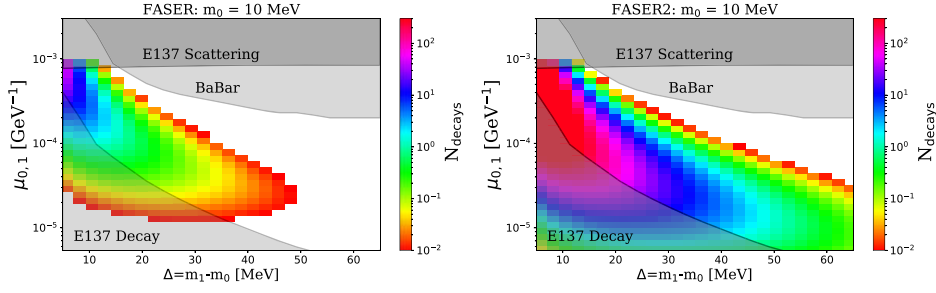 FASER: m₀ = 10 MeV
10⁻³
10⁻⁴
10⁻⁵
μ₀,₁ [GeV⁻¹]
E137 Scattering
BaBar
E137 Decay
10 20 30 40 50 60
Δ=m₁-m₀ [MeV]
10²
10¹
10⁰
10⁻¹
10⁻²
N_decays
FASER2: m₀ = 10 MeV
10⁻³
10⁻⁴
10⁻⁵
μ₀,₁ [GeV⁻¹]
E137 Scattering
BaBar
E137 Decay
10 20 30 40 50 60
Δ=m₁-m₀ [MeV]
10²
10¹
10⁰
10⁻¹
10⁻²
N_decays